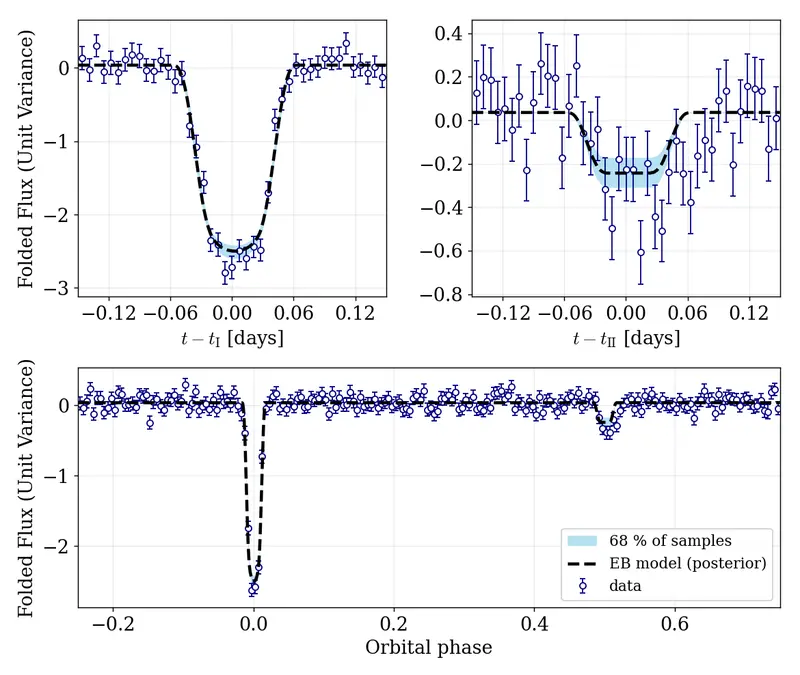 Folded Flux (Unit Variance)
0
−1
−2
−3
−0.12 −0.06 0.00 0.06 0.12
t − t_I [days]
0.4
0.2
0.0
−0.2
−0.4
−0.6
−0.8
−0.12 −0.06 0.00 0.06 0.12
t − t_II [days]
Folded Flux (Unit Variance)
0
−1
−2
68 % of samples
EB model (posterior)
data
−0.2 0.0 0.2 0.4 0.6
Orbital phase